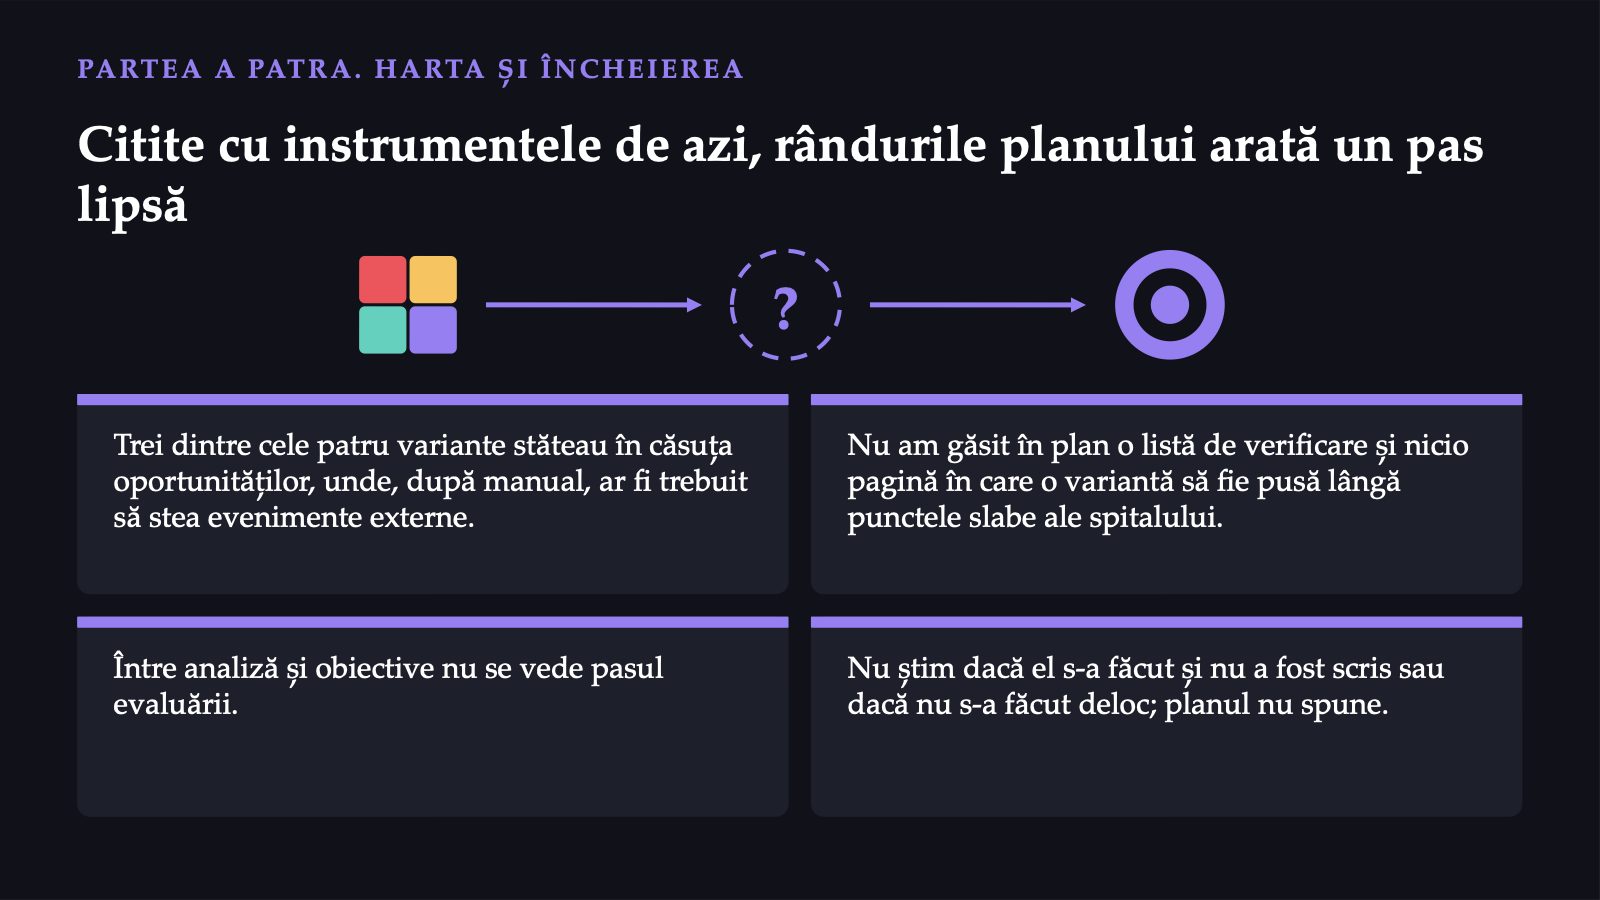 PARTEA A PATRA. HARTA ȘI ÎNCHEIEREA
Citite cu instrumentele de azi, rândurile planului arată un pas
lipsă
?
Trei dintre cele patru variante stăteau în căsuța
oportunităților, unde, după manual, ar fi trebuit
să stea evenimente externe.
Nu am găsit în plan o listă de verificare și nicio
pagină în care o variantă să fie pusă lângă
punctele slabe ale spitalului.
Între analiză și obiective nu se vede pasul
evaluării.
Nu știm dacă el s-a făcut și nu a fost scris sau
dacă nu s-a făcut deloc; planul nu spune.